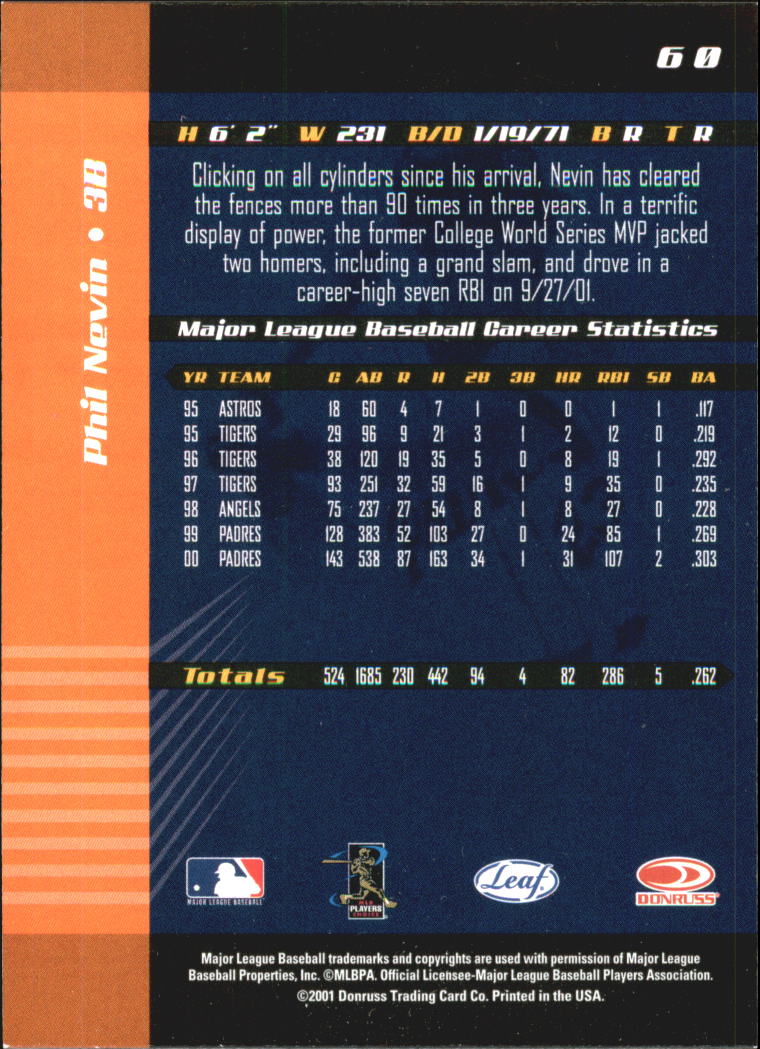 60
Phil Nevin • 3B
H 6' 2" W 231 B/D 1/19/71 B R T R
Clicking on all cylinders since his arrival, Nevin has cleared
the fences more than 90 times in three years. In a terrific
display of power, the former College World Series MVP jacked
two homers, including a grand slam, and drove in a
career-high seven RBI on 9/27/01.
Major League Baseball Career Statistics
YR TEAM G AB R H 2B 3B HR RBI SB BA
95 ASTROS 18 60 4 7 1 0 0 1 1 .117
95 TIGERS 29 96 9 21 3 1 2 12 0 .219
96 TIGERS 38 120 19 35 5 0 8 19 1 .292
97 TIGERS 93 251 32 59 16 1 9 35 0 .235
98 ANGELS 75 237 27 54 8 1 8 27 0 .228
99 PADRES 128 383 52 103 27 0 24 85 1 .269
00 PADRES 143 538 87 163 34 1 31 107 2 .303
Totals 524 1685 230 442 94 4 82 286 5 .262
MAJOR LEAGUE BASEBALL
MLB
PLAYERS
CHOICE
Leaf
DONRUSS
Major League Baseball trademarks and copyrights are used with permission of Major League
Baseball Properties, Inc. ©MLBPA. Official Licensee-Major League Baseball Players Association.
©2001 Donruss Trading Card Co. Printed in the USA.